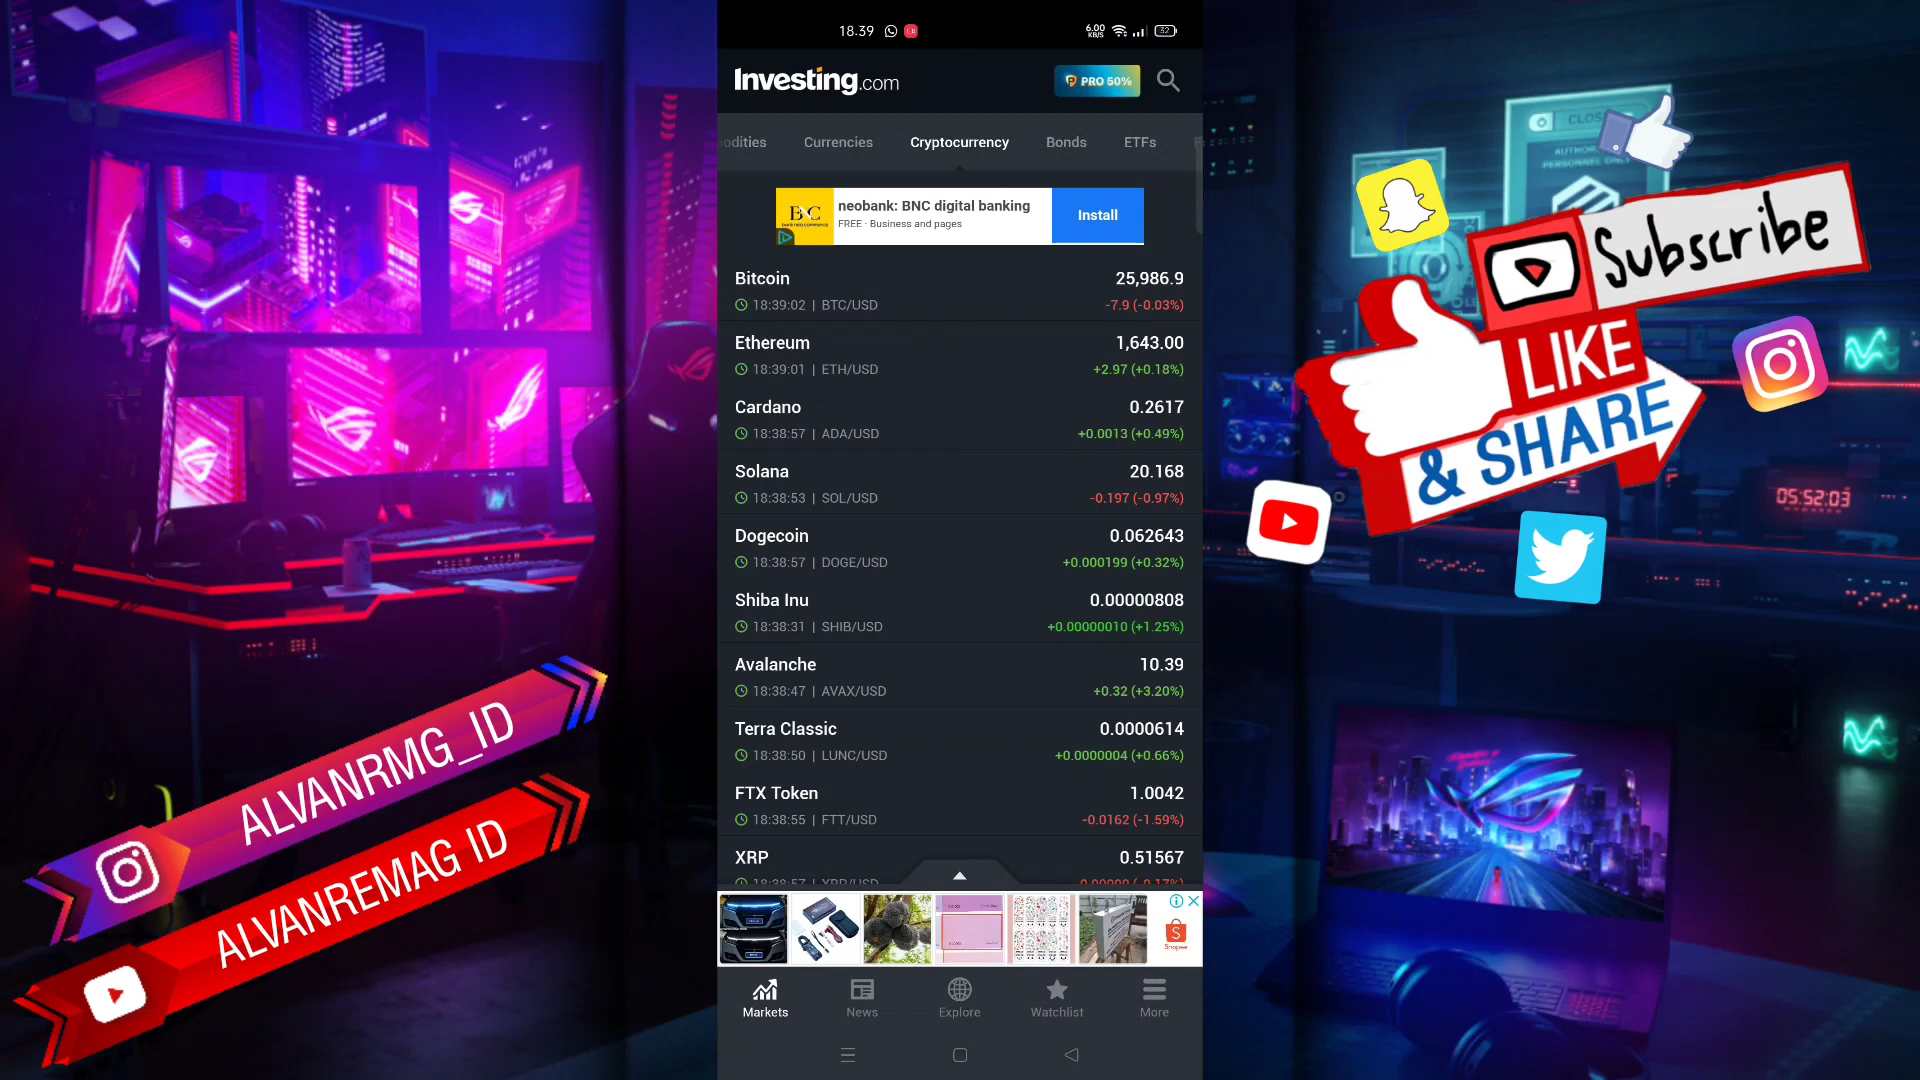 18.39
6.00
KB/S
32
Investing.com
PRO 50%
Currencies
Cryptocurrency
Bonds
ETFs
BNC
neobank: BNC digital banking
FREE · Business and pages
Install
Bitcoin
25,986.9
18:39:02 | BTC/USD
-7.9 (-0.03%)
Ethereum
1,643.00
18:39:01 | ETH/USD
+2.97 (+0.18%)
Cardano
0.2617
18:38:57 | ADA/USD
+0.0013 (+0.49%)
Solana
20.168
18:38:53 | SOL/USD
-0.197 (-0.97%)
Dogecoin
0.062643
18:38:57 | DOGE/USD
+0.000199 (+0.32%)
Shiba Inu
0.00000808
18:38:31 | SHIB/USD
+0.00000010 (+1.25%)
Avalanche
10.39
18:38:47 | AVAX/USD
+0.32 (+3.20%)
Terra Classic
0.0000614
18:38:50 | LUNC/USD
+0.0000004 (+0.66%)
FTX Token
1.0042
18:38:55 | FTT/USD
-0.0162 (-1.59%)
XRP
0.51567
Shopee
Markets
News
Explore
Watchlist
More
ALVANRMG_ID
ALVANREMAG ID
Subscribe
LIKE
& SHARE
05:52:03